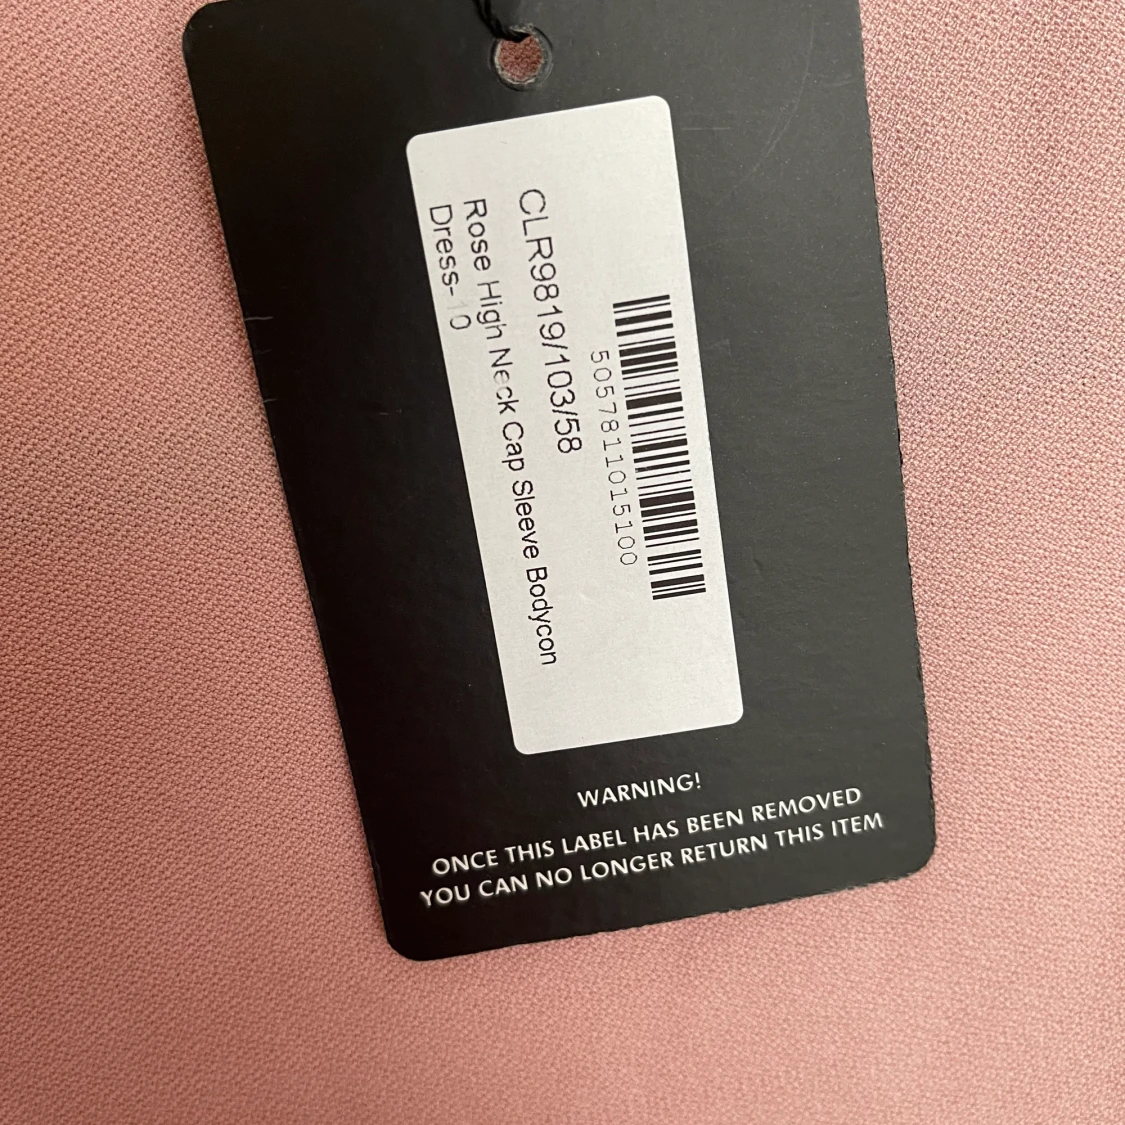 5057811015100
CLR9819/103/58
Rose High Neck Cap Sleeve Bodycon
Dress-10
WARNING!
ONCE THIS LABEL HAS BEEN REMOVED
YOU CAN NO LONGER RETURN THIS ITEM